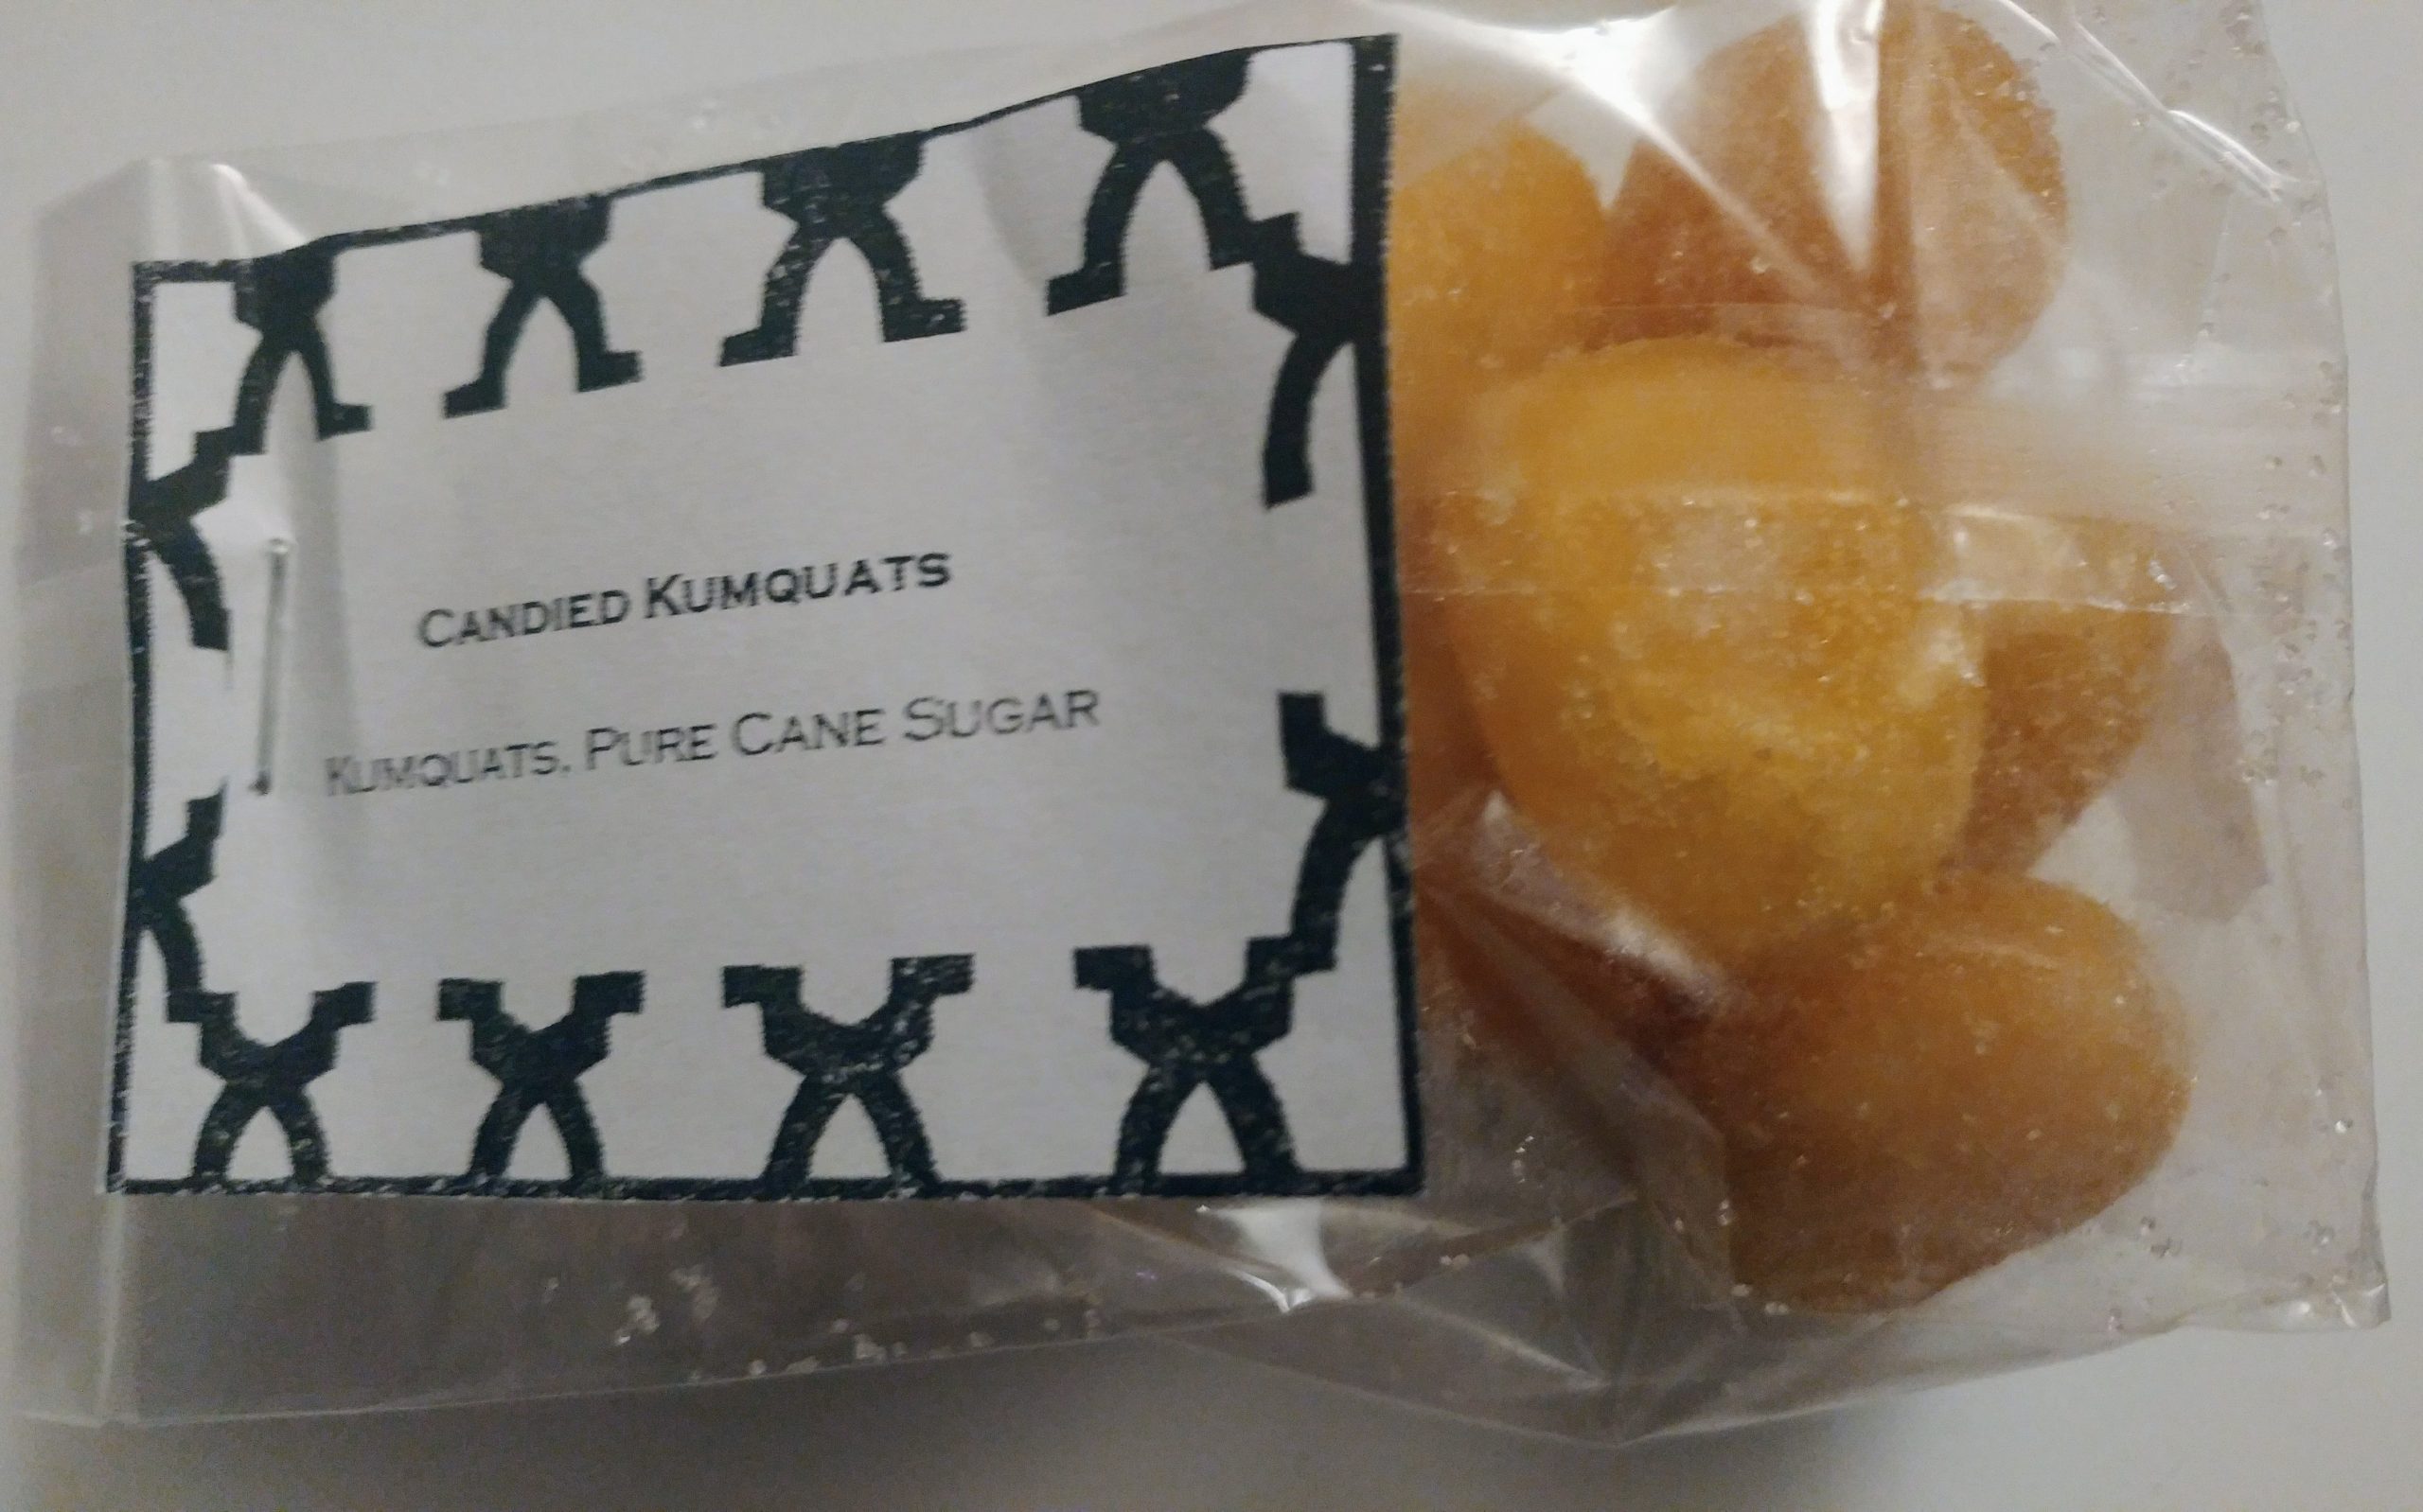 CANDIED KUMQUATS
KUMQUATS, PURE CANE SUGAR